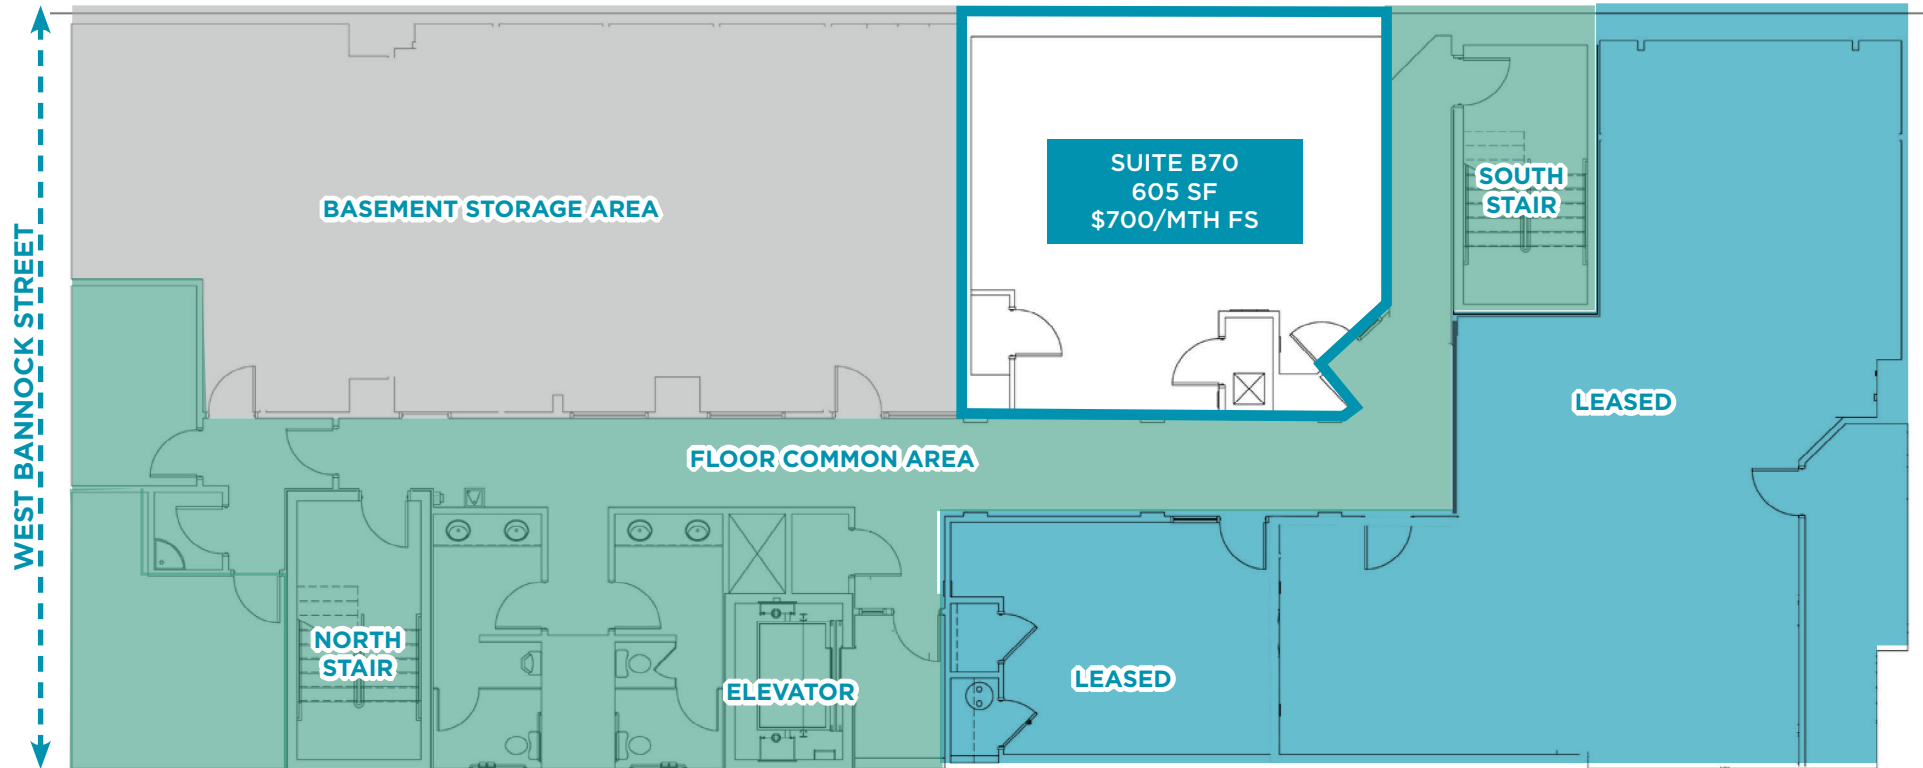 WEST BANNOCK STREET
BASEMENT STORAGE AREA
SUITE B70
605 SF
$700/MTH FS
SOUTH
STAIR
LEASED
FLOOR COMMON AREA
NORTH
STAIR
ELEVATOR
LEASED